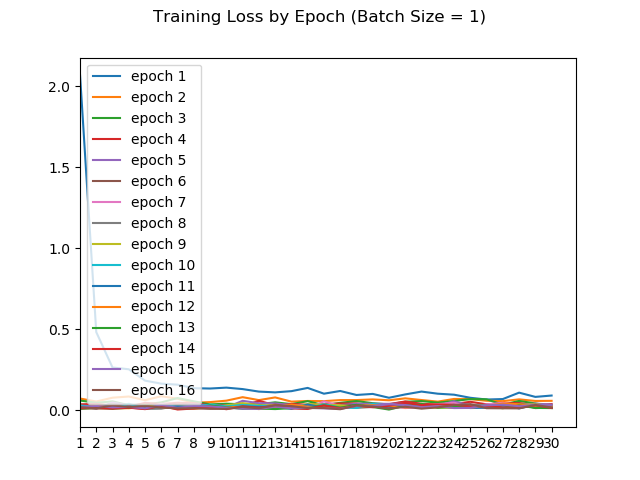 Training Loss by Epoch (Batch Size = 1)
2.0
1.5
1.0
0.5
0.0
epoch 1
epoch 2
epoch 3
epoch 4
epoch 5
epoch 6
epoch 7
epoch 8
epoch 9
epoch 10
epoch 11
epoch 12
epoch 13
epoch 14
epoch 15
epoch 16
1 2 3 4 5 6 7 8 9 10 11 12 13 14 15 16 17 18 19 20 21 22 23 24 25 26 27 28 29 30